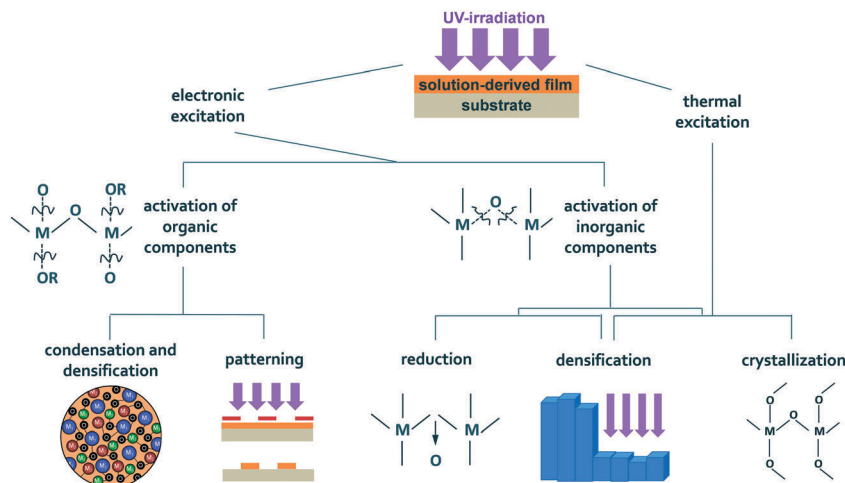 UV-irradiation
solution-derived film
substrate
electronic
excitation
thermal
excitation
O
OR
O
M
M
OR
O
activation of
organic
components
O
M
M
activation of
inorganic
components
condensation and
densification
patterning
reduction
densification
crystallization
M
M
O
O
O
O
M
M
O
O